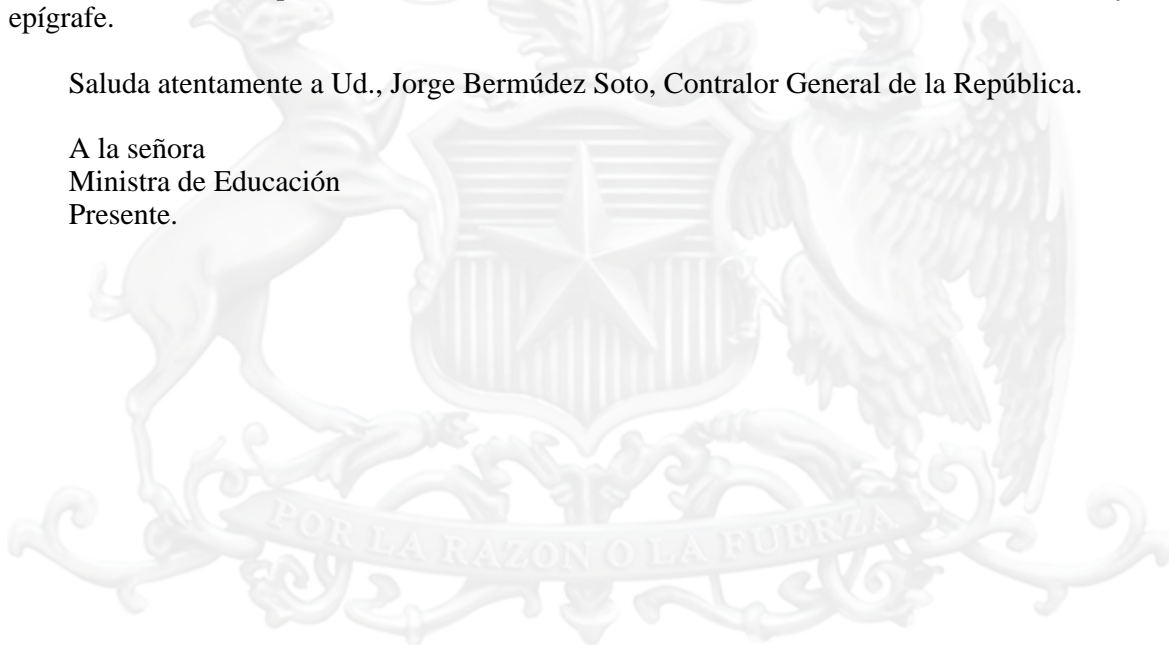 epígrafe.
Saluda atentamente a Ud., Jorge Bermúdez Soto, Contralor General de la República.
A la señora
Ministra de Educación
Presente.
POR LA RAZON O LA FUERZA